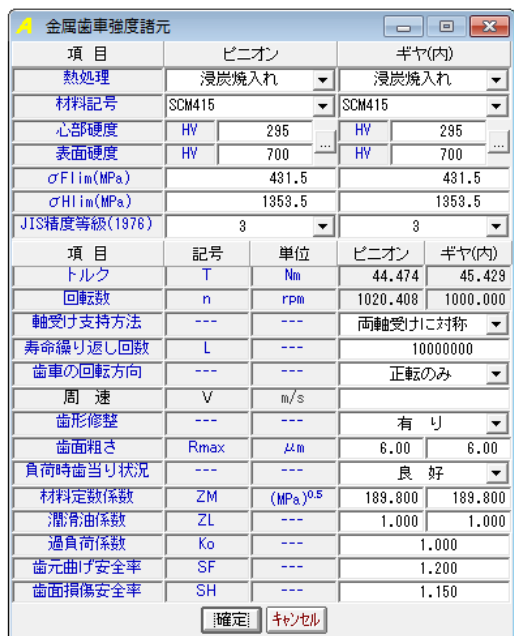 金属歯車強度諸元
項 目 ピニオン ギヤ(内)
熱処理 浸炭焼入れ 浸炭焼入れ
材料記号 SCM415 SCM415
心部硬度 HV 295 ... HV 295 ...
表面硬度 HV 700 HV 700
σFlim(MPa) 431.5 431.5
σHlim(MPa) 1353.5 1353.5
JIS精度等級(1976) 3 3
項 目 記号 単位 ピニオン ギヤ(内)
トルク T Nm 44.474 45.429
回転数 n rpm 1020.408 1000.000
軸受け支持方法 --- --- 両軸受けに対称
寿命繰り返し回数 L --- 10000000
歯車の回転方向 --- --- 正転のみ
周 速 V m/s
歯形修整 --- --- 有 り
歯面粗さ Rmax μm 6.00 6.00
負荷時歯当り状況 --- --- 良 好
材料定数係数 ZM (MPa)^0.5 189.800 189.800
潤滑油係数 ZL --- 1.000 1.000
過負荷係数 Ko --- 1.000
歯元曲げ安全率 SF --- 1.200
歯面損傷安全率 SH --- 1.150
確定 キャンセル